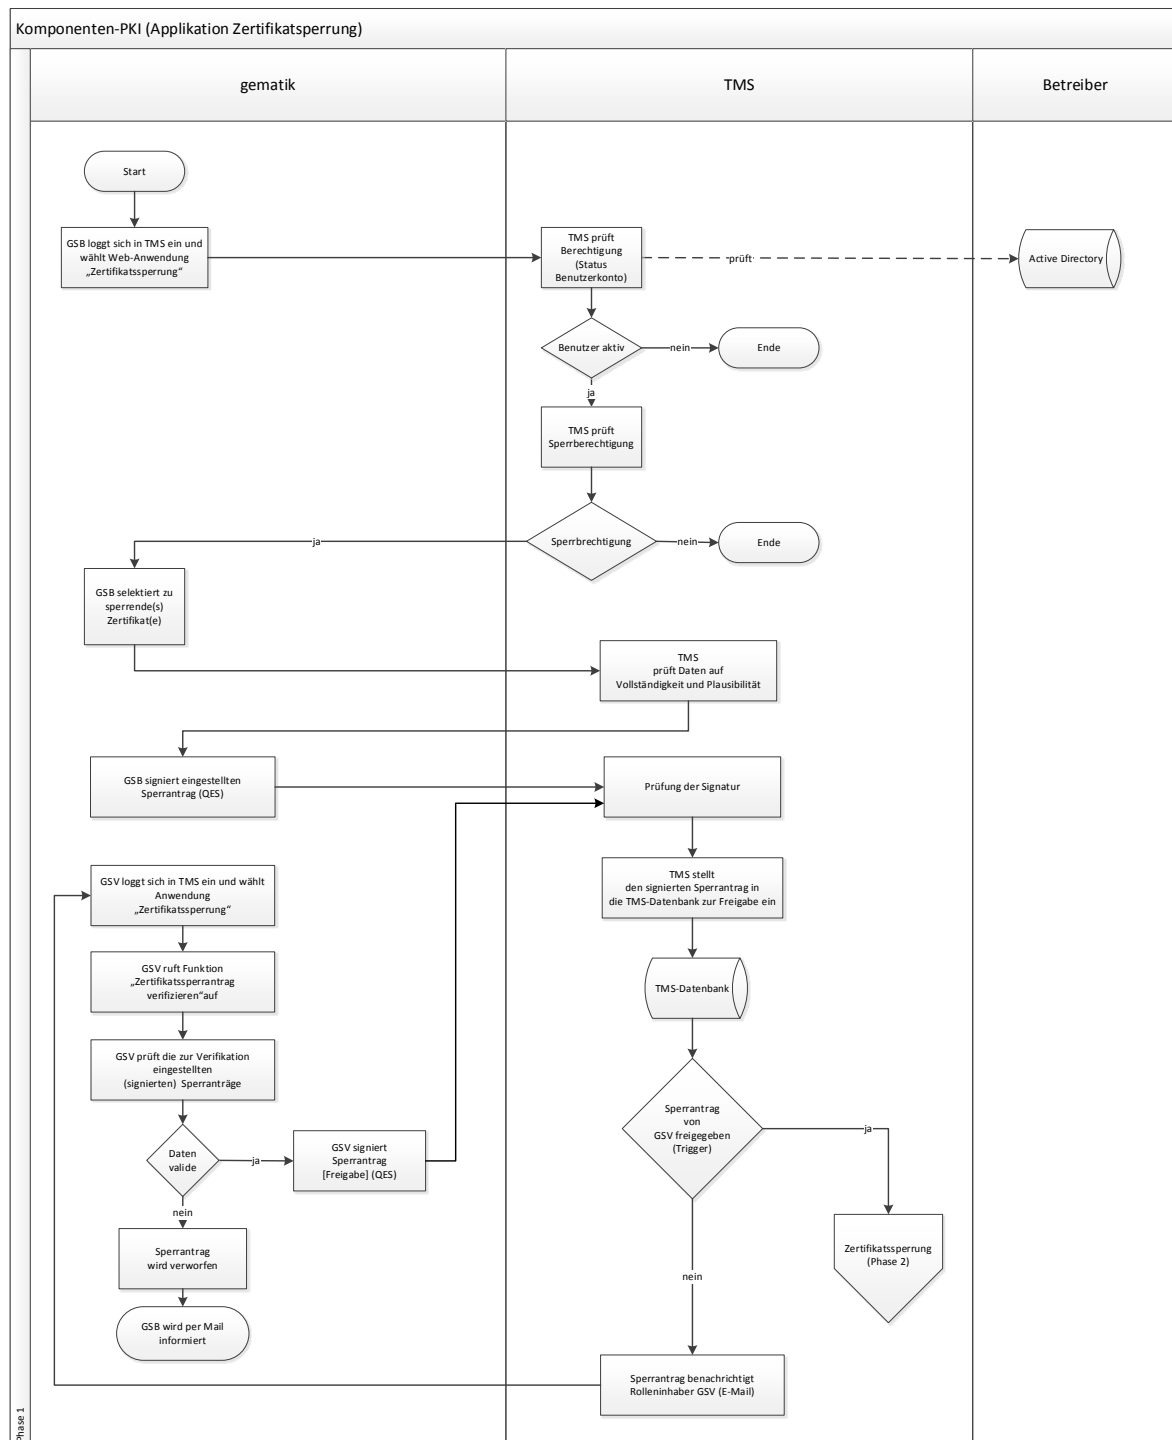 Komponenten-PKI (Applikation Zertifikatsperrung)
gematik
TMS
Betreiber
Start
GSB loggt sich in TMS ein und
wählt Web-Anwendung
„Zertifikatssperrung“
TMS prüft
Berechtigung
(Status
Benutzerkonto)
prüft
Active Directory
Benutzer aktiv
nein
Ende
ja
TMS prüft
Sperrberechtigung
Sperrbrechtigung
nein
Ende
ja
GSB selektiert zu
sperrende(s)
Zertifikat(e)
TMS
prüft Daten auf
Vollständigkeit und Plausibilität
GSB signiert eingestellten
Sperrantrag (QES)
Prüfung der Signatur
GSV loggt sich in TMS ein und wählt
Anwendung
„Zertifikatssperrung“
TMS stellt
den signierten Sperrantrag in
die TMS-Datenbank zur Freigabe ein
GSV ruft Funktion
„Zertifikatssperrantrag
verifizieren“auf
TMS-Datenbank
GSV prüft die zur Verifikation
eingestellten
(signierten) Sperranträge
Sperrantrag
von
GSV freigegeben
(Trigger)
ja
Daten
valide
ja
GSV signiert
Sperrantrag
[Freigabe] (QES)
nein
Sperrantrag
wird verworfen
Zertifikatssperrung
(Phase 2)
nein
GSB wird per Mail
informiert
Sperrantrag benachrichtigt
Rolleninhaber GSV (E-Mail)
Phase 1